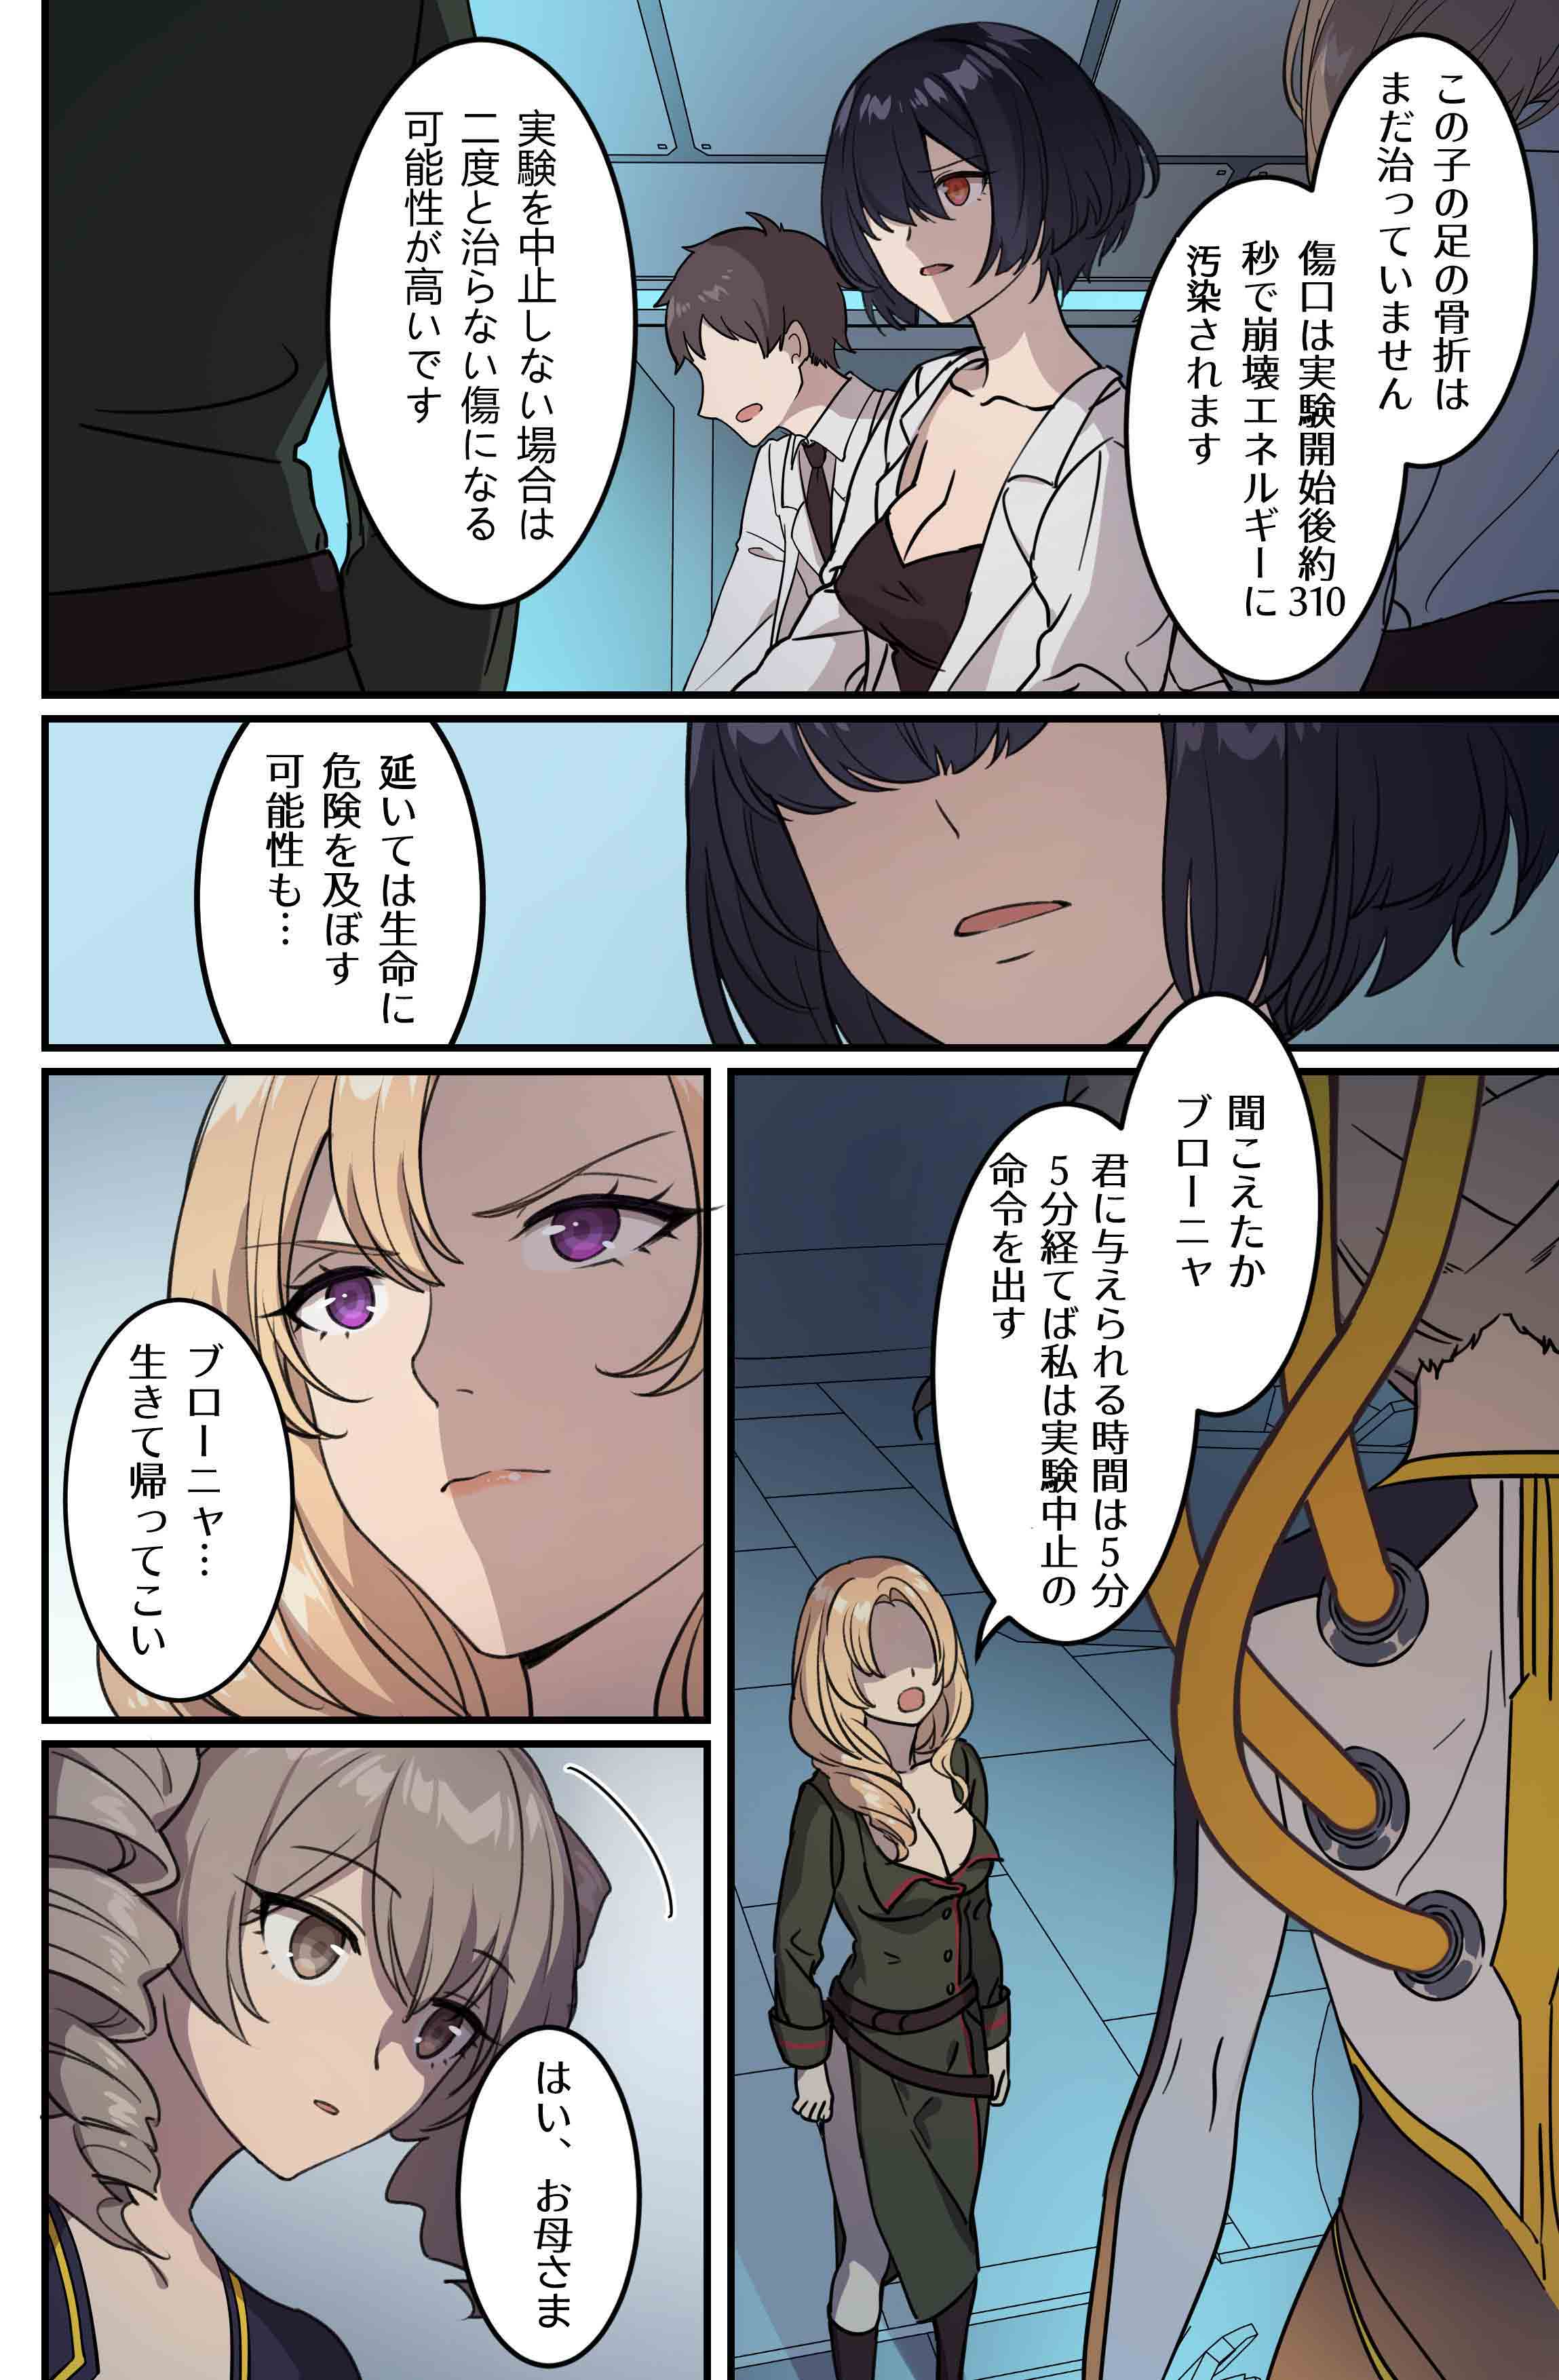 この子の足の骨折は
まだ治っていません
傷口は実験開始後約310
秒で崩壊エネルギーに
汚染されます
実験を中止しない場合は
二度と治らない傷になる
可能性が高いです
延いては生命に
危険を及ぼす
可能性も…
聞こえたか
ブローニャ
君に与えられる時間は5分
5分経てば私は実験中止の
命令を出す
ブローニャ…
生きて帰ってこい
はい、お母さま